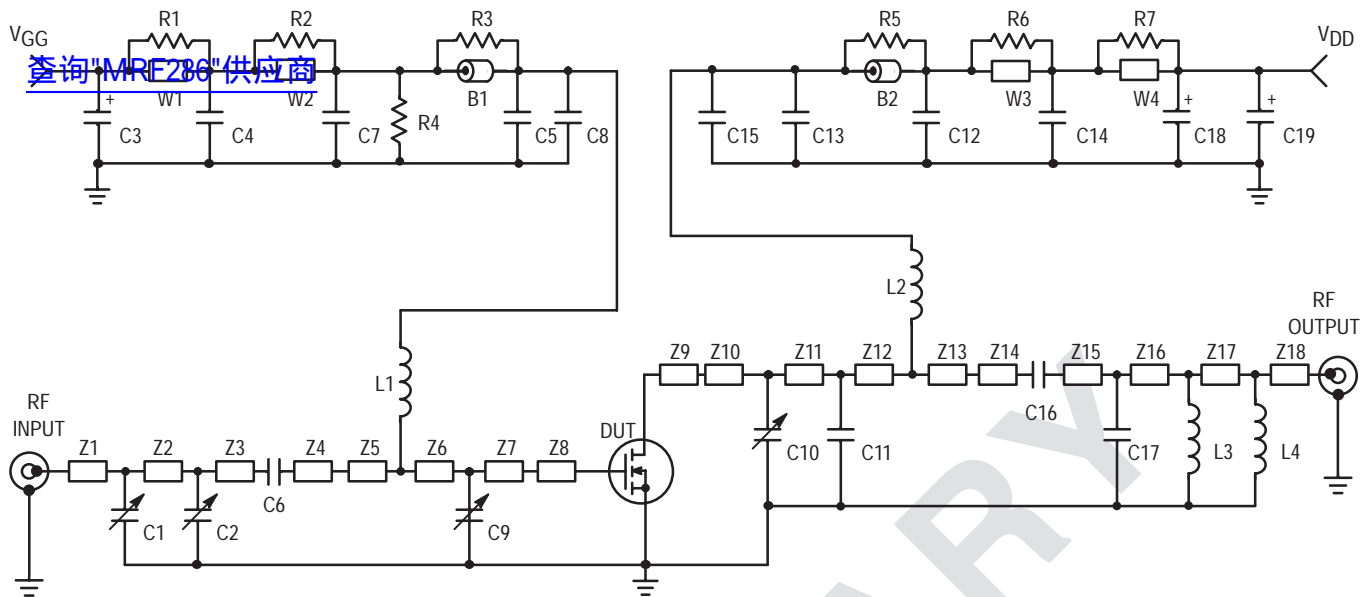 R1 R2 R3 R5 R6 R7
VGG VDD
查询"MRF286"供应商
W1 W2 B1 B2 W3 W4
+ + +
C3 C4 C7 R4 C5 C8 C15 C13 C12 C14 C18 C19
L2
RF
OUTPUT
Z9 Z10 Z11 Z12 Z13 Z14 Z15 Z16 Z17 Z18
L1
C16
RF
INPUT
DUT
Z1 Z2 Z3 Z4 Z5 Z6 Z7 Z8
C10 C11 C17 L3 L4
C6
C1 C2 C9
ARY